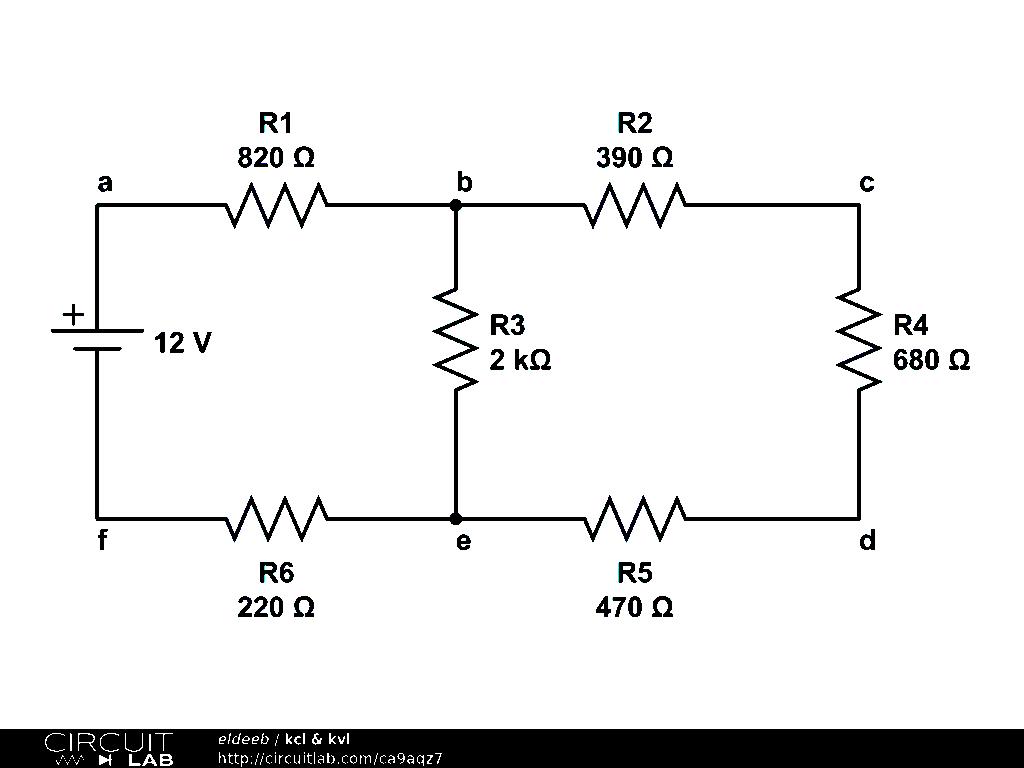 R1
820 Ω
R2
390 Ω
a
b
c
+
12 V
R3
2 kΩ
R4
680 Ω
f
e
d
R6
220 Ω
R5
470 Ω
CIRCUIT
LAB
eldeeb / kcl & kvl
http://circuitlab.com/ca9aqz7